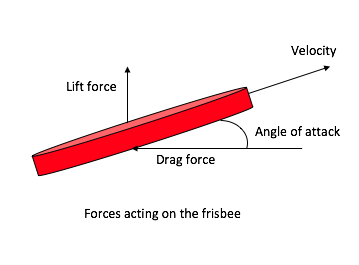 Velocity
Lift force
Angle of attack
Drag force
Forces acting on the frisbee